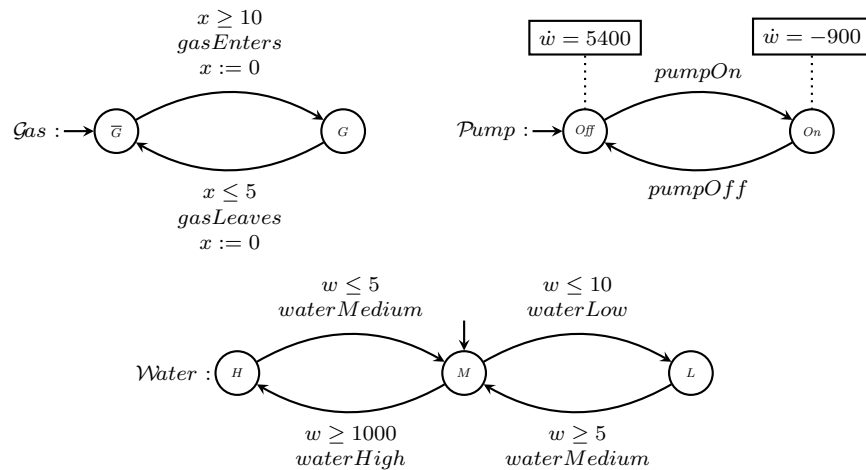 x ≥ 10
gasEnters
x := 0
Gas :
G̅
G
x ≤ 5
gasLeaves
x := 0
ẇ = 5400
ẇ = −900
pumpOn
Pump :
Off
On
pumpOff
w ≤ 5
waterMedium
w ≤ 10
waterLow
Water :
H
M
L
w ≥ 1000
waterHigh
w ≥ 5
waterMedium